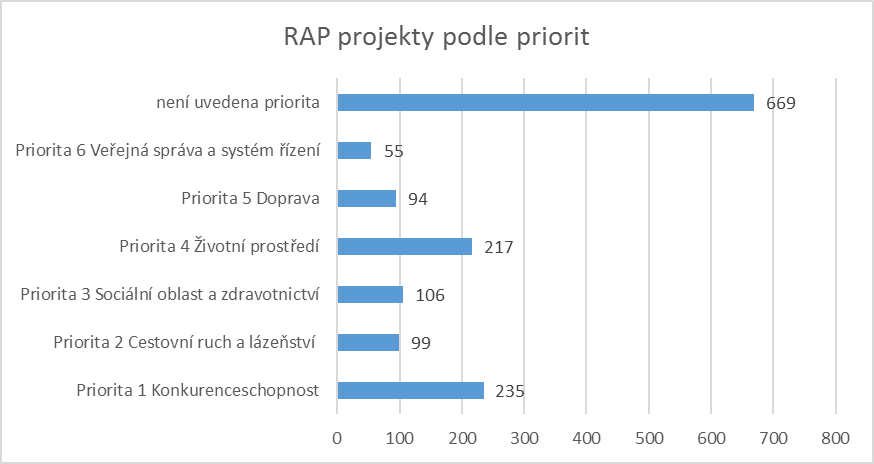 RAP projekty podle priorit
není uvedena priorita 669
Priorita 6 Veřejná správa a systém řízení 55
Priorita 5 Doprava 94
Priorita 4 Životní prostředí 217
Priorita 3 Sociální oblast a zdravotnictví 106
Priorita 2 Cestovní ruch a lázeňství 99
Priorita 1 Konkurenceschopnost 235
0 100 200 300 400 500 600 700 800